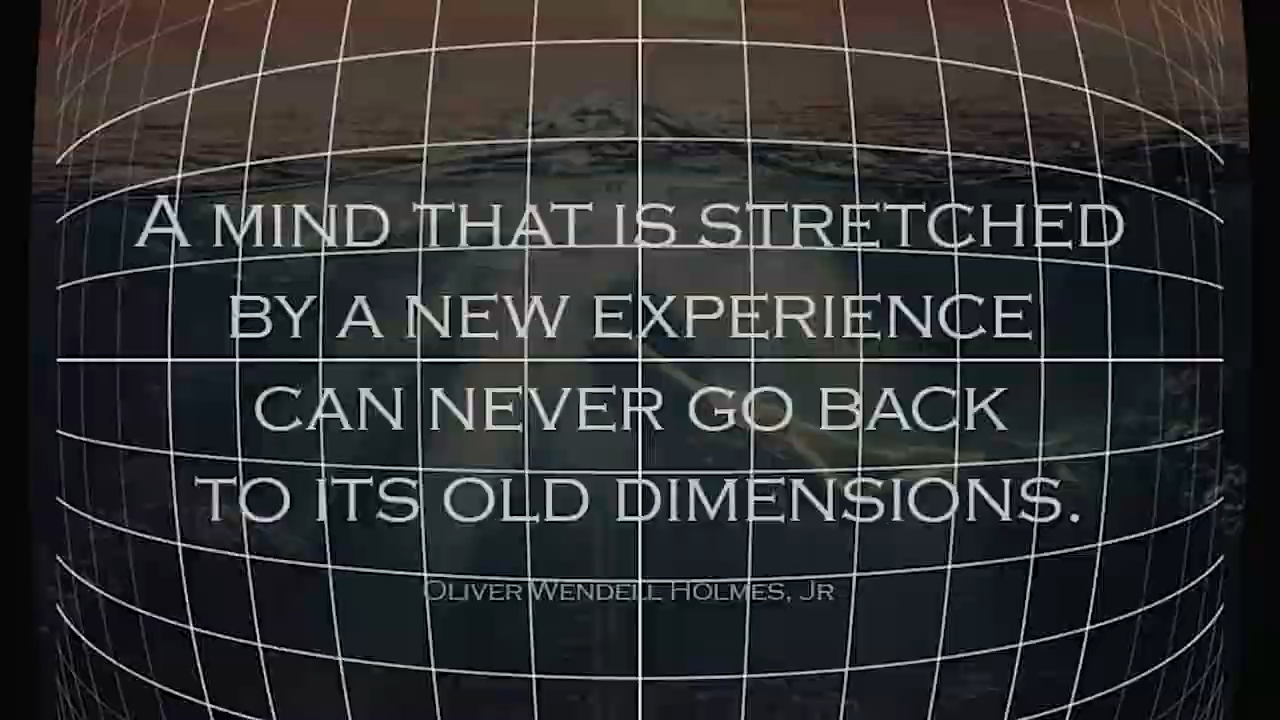 A MIND THAT IS STRETCHED
BY A NEW EXPERIENCE
CAN NEVER GO BACK
TO ITS OLD DIMENSIONS.
OLIVER WENDELL HOLMES, JR